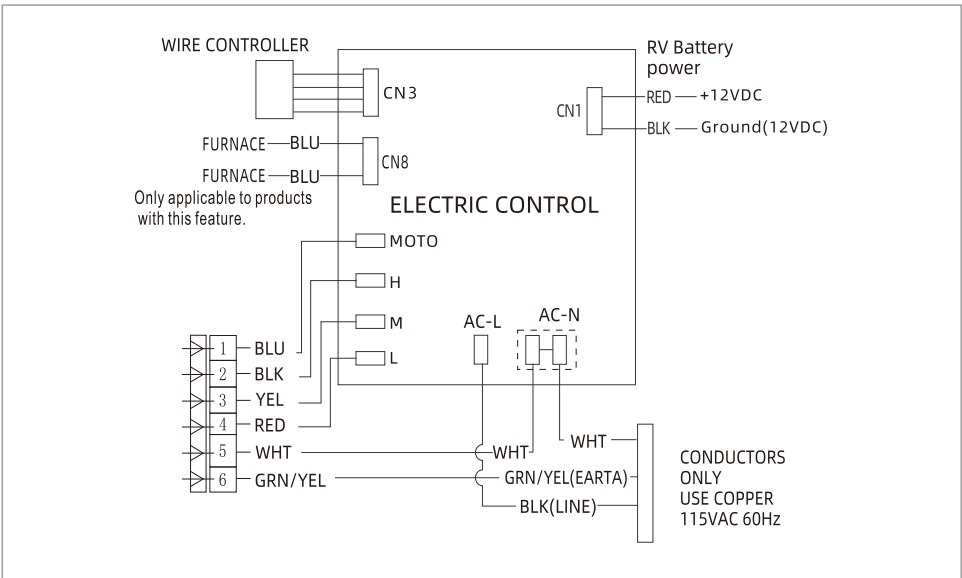 WIRE CONTROLLER
CN3
RV Battery
power
CN1
RED
+12VDC
BLK
Ground(12VDC)
FURNACE
BLU
CN8
FURNACE
BLU
Only applicable to products
with this feature.
ELECTRIC CONTROL
MOTO
H
M
L
AC-L
AC-N
1
BLU
2
BLK
3
YEL
4
RED
5
WHT
WHT
WHT
6
GRN/YEL
GRN/YEL(EARTA)
BLK(LINE)
CONDUCTORS
ONLY
USE COPPER
115VAC 60Hz